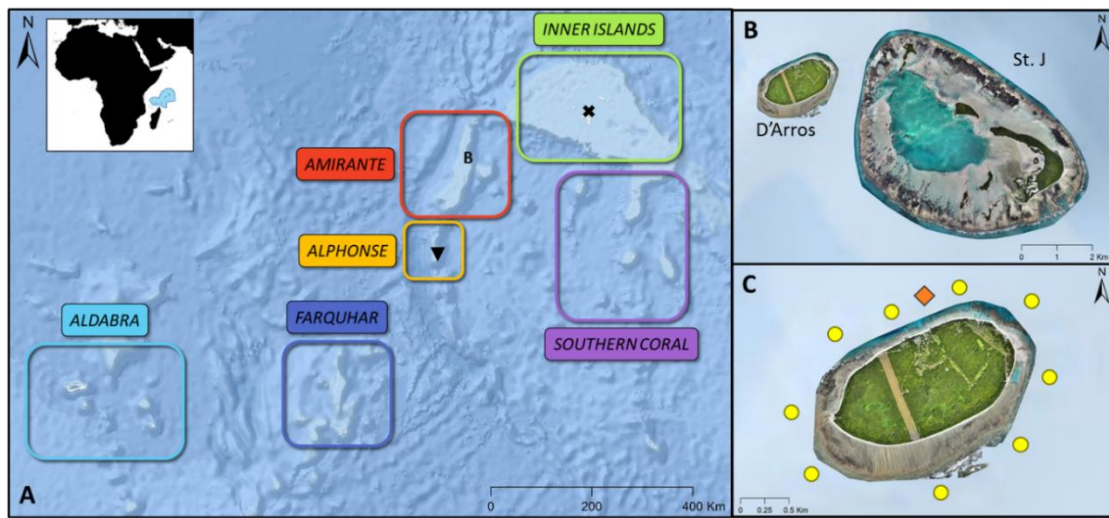 N
INNER ISLANDS
AMIRANTE
B
ALPHONSE
ALDABRA
FARQUHAR
SOUTHERN CORAL
A
0 200 400 Km
B
N
St. J
D'Arros
0 1 2 Km
C
N
0 0.25 0.5 Km